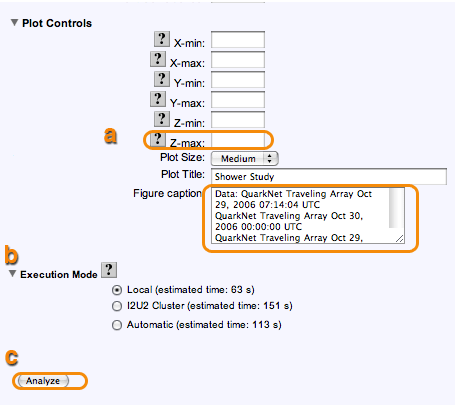 Plot Controls
? X-min:
? X-max:
? Y-min:
? Y-max:
? Z-min:
a
? Z-max:
Plot Size: Medium
Plot Title: Shower Study
Figure caption: Data: QuarkNet Traveling Array Oct
29, 2006 07:14:04 UTC
QuarkNet Traveling Array Oct 30,
2006 00:00:00 UTC
QuarkNet Traveling Array Oct 29,
b
Execution Mode ?
Local (estimated time: 63 s)
I2U2 Cluster (estimated time: 151 s)
Automatic (estimated time: 113 s)
c
Analyze